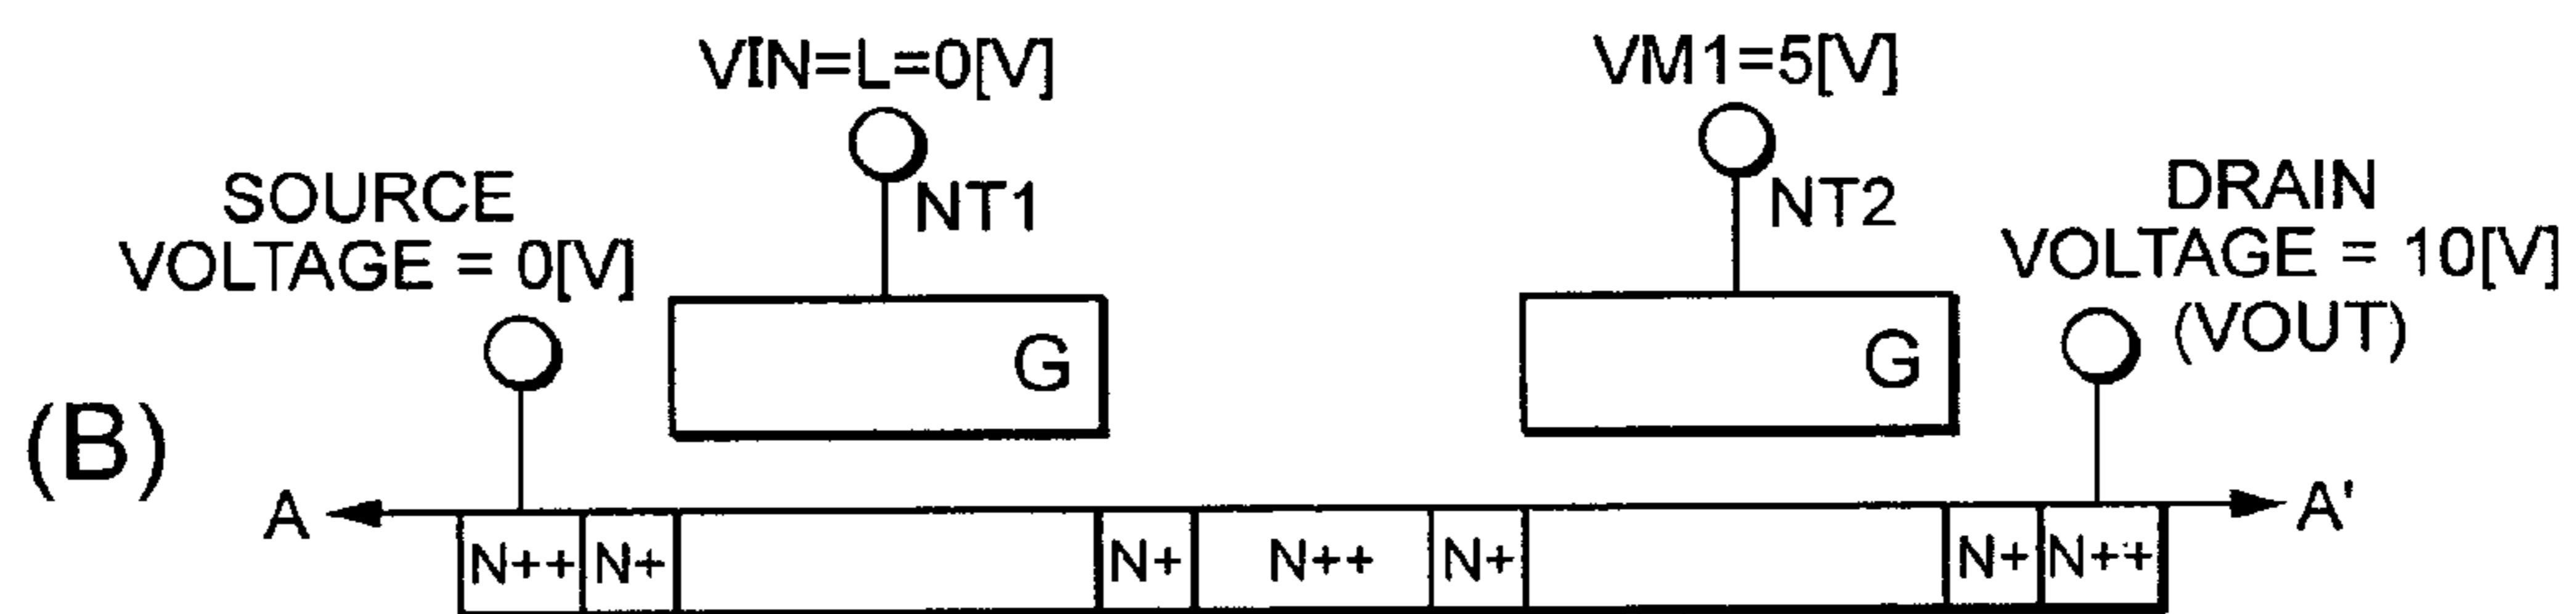 VIN=L=0[V]
VM1=5[V]
SOURCE
VOLTAGE = 0[V]
NT1
NT2
DRAIN
VOLTAGE = 10[V]
(VOUT)
G
G
(B)
A
A'
N++ N+ N+ N++ N+ N+ N++